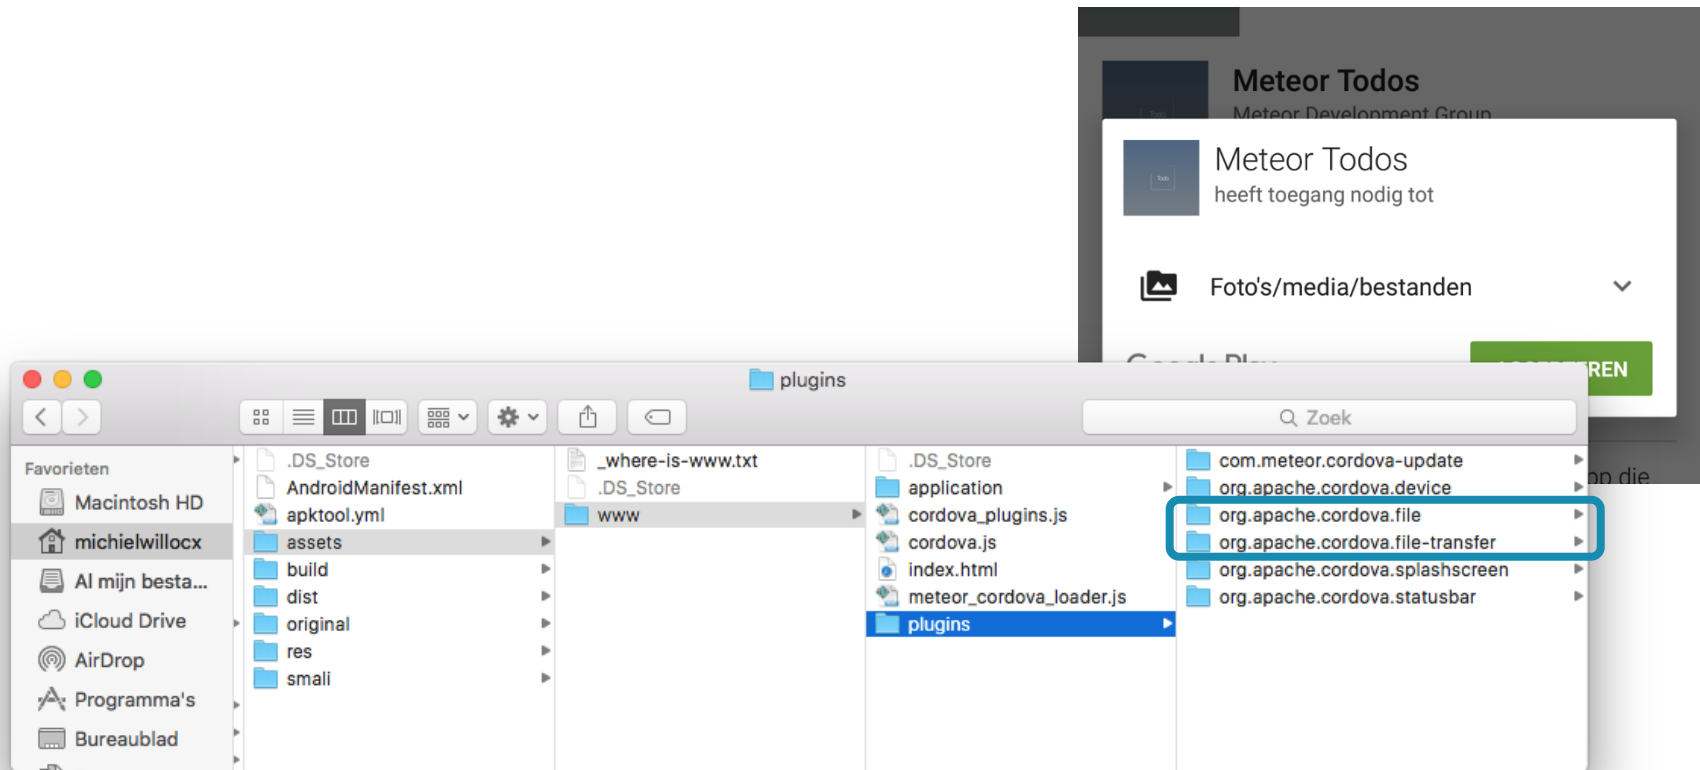 Meteor Todos
Meteor Development Group
Meteor Todos
heeft toegang nodig tot
Foto's/media/bestanden
Google Play
plugins
Zoek
Favorieten
Macintosh HD
michielwillocx
Al mijn besta...
iCloud Drive
AirDrop
Programma's
Bureaublad
.DS_Store
AndroidManifest.xml
apktool.yml
assets
build
dist
original
res
smali
_where-is-www.txt
.DS_Store
www
.DS_Store
application
cordova_plugins.js
cordova.js
index.html
meteor_cordova_loader.js
plugins
com.meteor.cordova-update
org.apache.cordova.device
org.apache.cordova.file
org.apache.cordova.file-transfer
org.apache.cordova.splashscreen
org.apache.cordova.statusbar
die